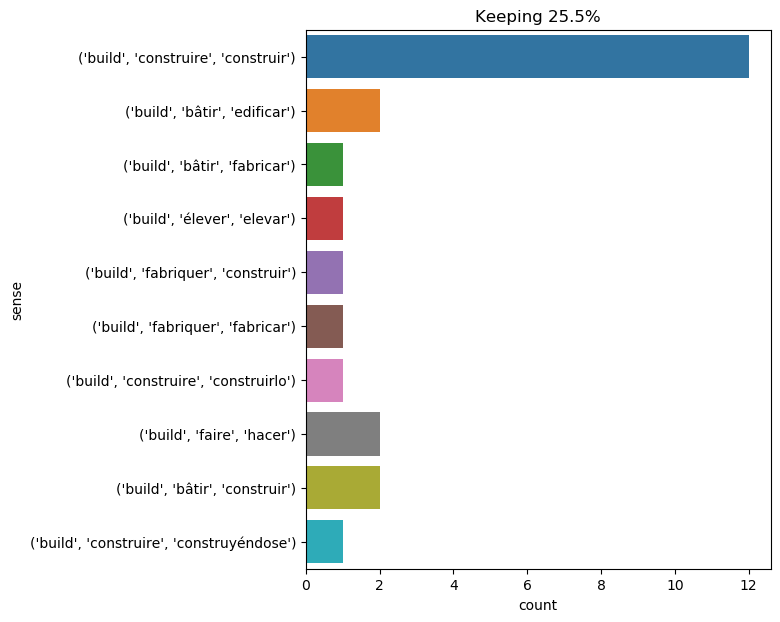 Keeping 25.5%
('build', 'construire', 'construir')
('build', 'bâtir', 'edificar')
('build', 'bâtir', 'fabricar')
('build', 'élever', 'elevar')
('build', 'fabriquer', 'construir')
('build', 'fabriquer', 'fabricar')
('build', 'construire', 'construirlo')
('build', 'faire', 'hacer')
('build', 'bâtir', 'construir')
('build', 'construire', 'construyéndose')
sense
0 2 4 6 8 10 12
count